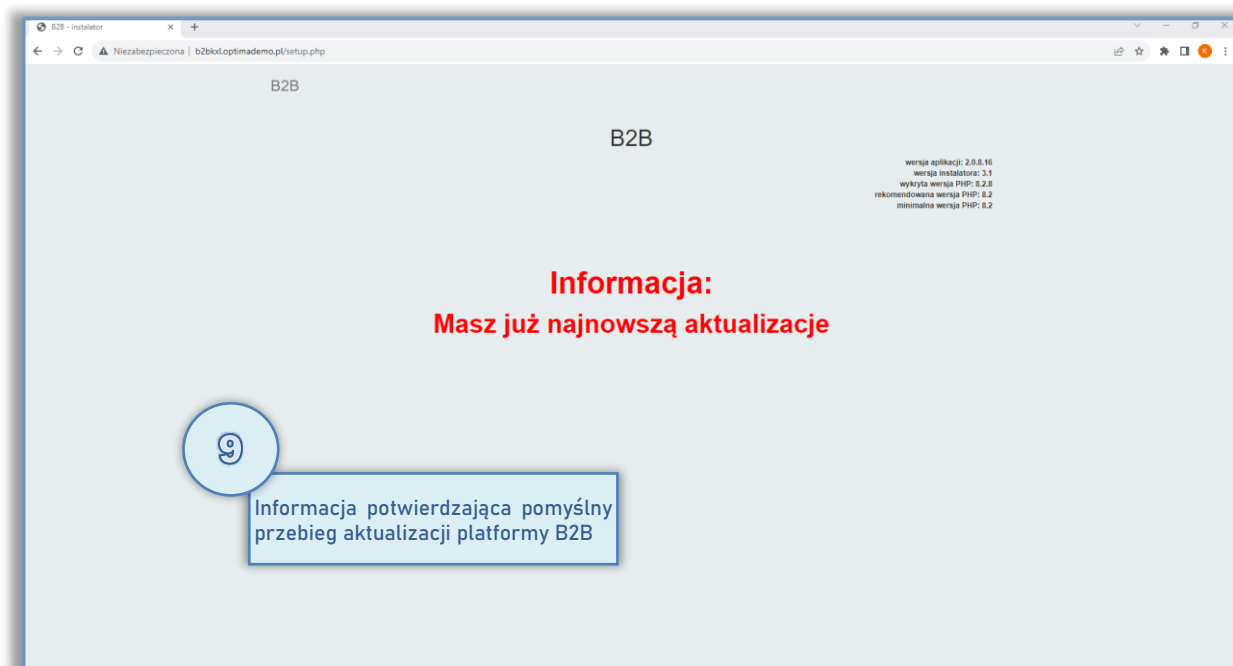 B2B - instalator
Niezabezpieczona | b2bkxl.optimademo.pl/setup.php
K
B2B
B2B
wersja aplikacji: 2.0.8.16
wersja instalatora: 3.1
wykryta wersja PHP: 8.2.8
rekomendowana wersja PHP: 8.2
minimalna wersja PHP: 8.2
Informacja:
Masz już najnowszą aktualizacje
9
Informacja potwierdzająca pomyślny
przebieg aktualizacji platformy B2B